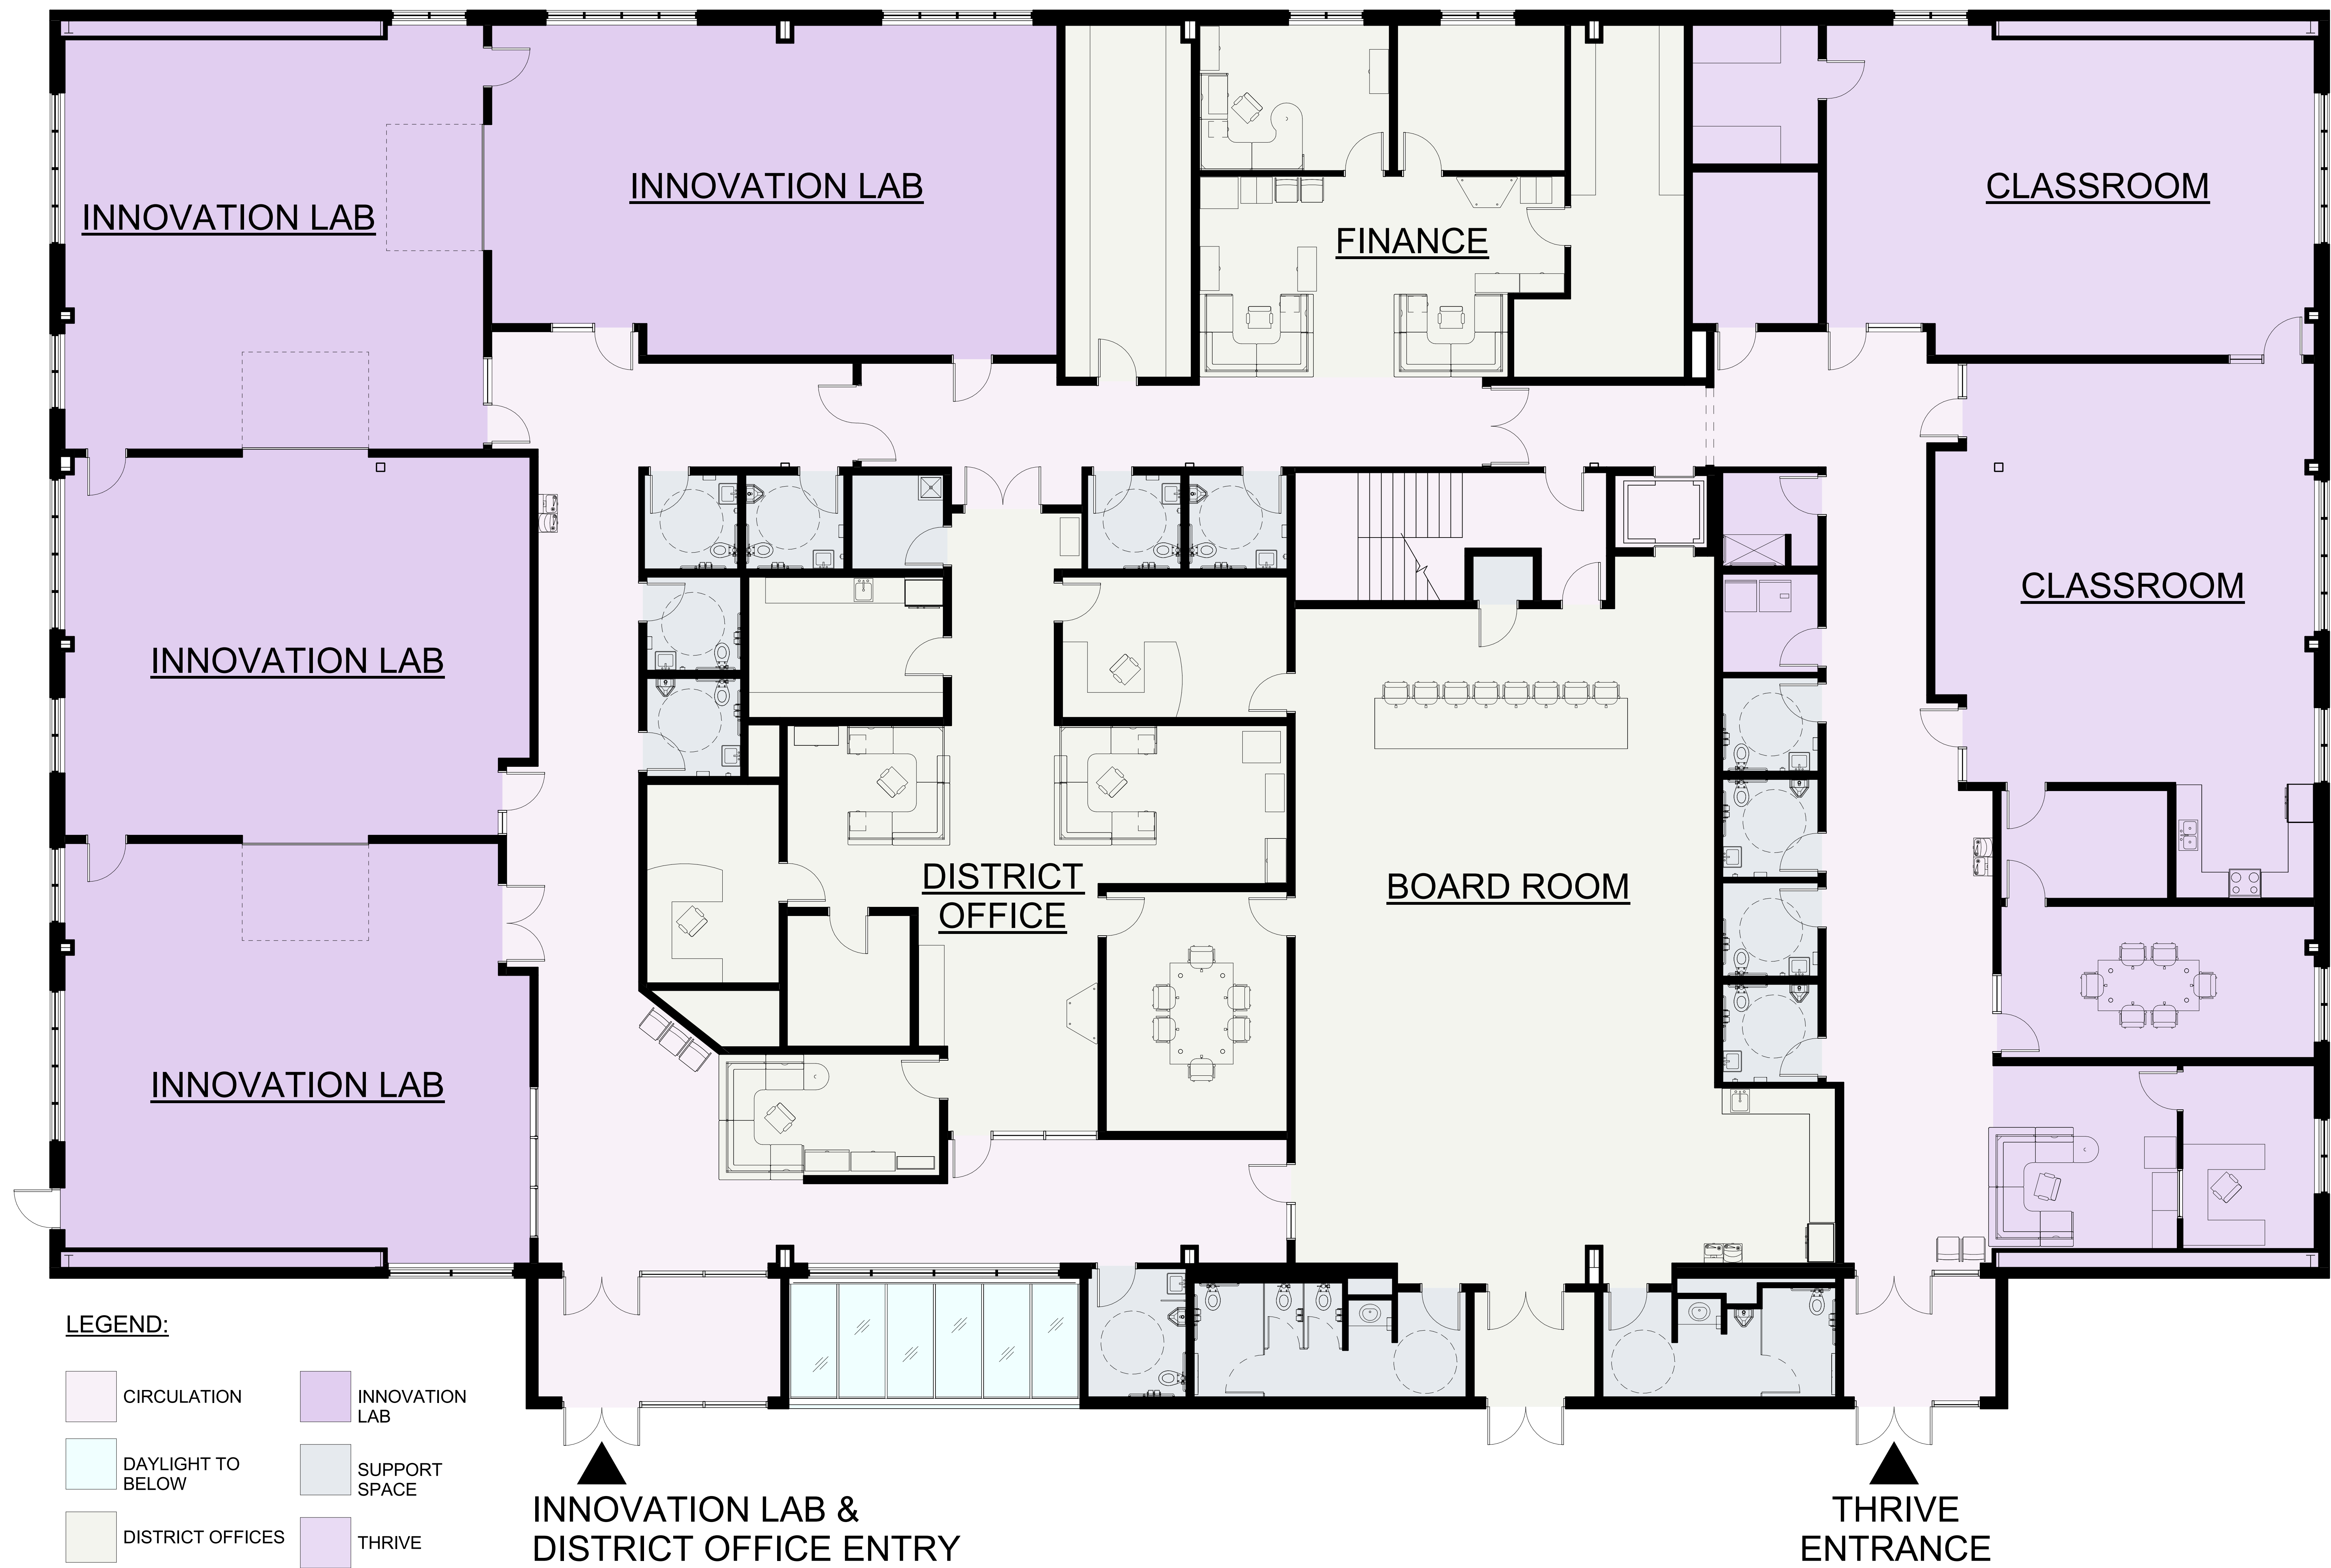 INNOVATION LAB
CLASSROOM
INNOVATION LAB
FINANCE
CLASSROOM
INNOVATION LAB
DISTRICT
OFFICE
BOARD ROOM
INNOVATION LAB
LEGEND:
CIRCULATION
INNOVATION
LAB
DAYLIGHT TO
BELOW
SUPPORT
SPACE
DISTRICT OFFICES
THRIVE
INNOVATION LAB &
DISTRICT OFFICE ENTRY
THRIVE
ENTRANCE